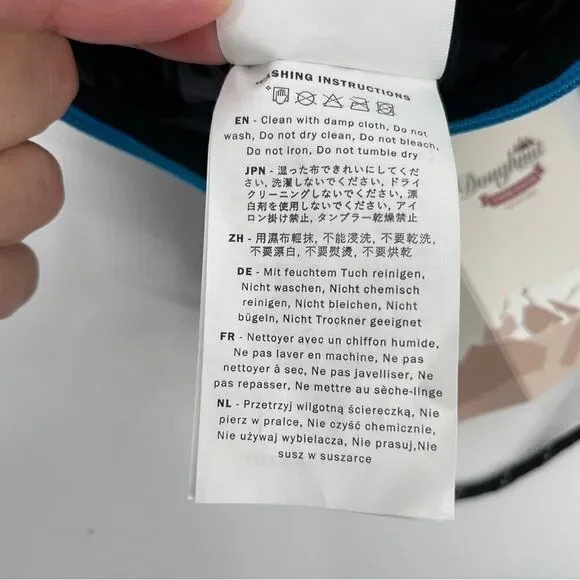 WASHING INSTRUCTIONS
EN - Clean with damp cloth, Do not
wash, Do not dry clean, Do not bleach,
Do not iron, Do not tumble dry
JPN - 湿った布できれいにしてくだ
さい, 洗濯しないでください, ドライ
クリーニングしないでください, 漂
白剤を使用しないでください, アイ
ロン掛け禁止, タンブラー乾燥禁止
ZH - 用濕布輕抹, 不能浸洗, 不要乾洗,
不要漂白, 不要熨燙, 不要烘乾
DE - Mit feuchtem Tuch reinigen,
Nicht waschen, Nicht chemisch
reinigen, Nicht bleichen, Nicht
bügeln, Nicht Trockner geeignet
FR - Nettoyer avec un chiffon humide,
Ne pas laver en machine, Ne pas
nettoyer à sec, Ne pas javelliser, Ne
pas repasser, Ne mettre au sèche-linge
NL - Przetrzyj wilgotną ściereczką, Nie
pierz w pralce, Nie czyść chemicznie,
Nie używaj wybielacza, Nie prasuj,Nie
susz w suszarce
Doughnut